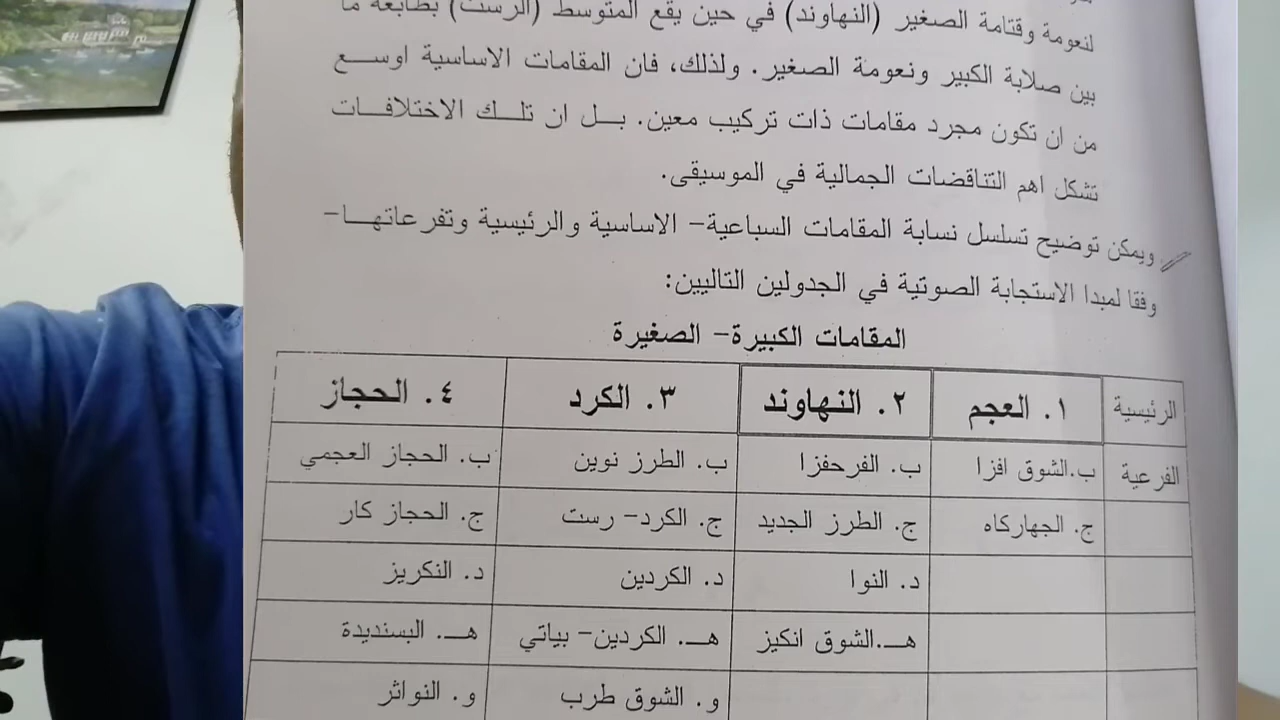 لنعومة وقتامة الصغير (النهاوند) في حين يقع المتوسط (الرست) بطابعه ما
بين صلابة الكبير ونعومة الصغير. ولذلك، فان المقامات الاساسية اوسع
من ان تكون مجرد مقامات ذات تركيب معين. بل ان تلك الاختلافات
تشكل اهم التناقضات الجمالية في الموسيقى.
ويمكن توضيح تسلسل نسابة المقامات السباعية- الاساسية والرئيسية وتفرعاتها-
وفقا لمبدا الاستجابة الصوتية في الجدولين التاليين:
المقامات الكبيرة- الصغيرة
الرئيسية ١. العجم ٢. النهاوند ٣. الكرد ٤. الحجاز
الفرعية ب.الشوق افزا ب. الفرحفزا ب. الطرز نوين ب. الحجاز العجمي
ج. الجهاركاه ج. الطرز الجديد ج. الكرد- رست ج. الحجاز كار
د. النوا د. الكردين د. النكريز
هـ.الشوق انكيز هـ. الكردين- بياتي هـ. البسنديدة
و. الشوق طرب و. النواثر